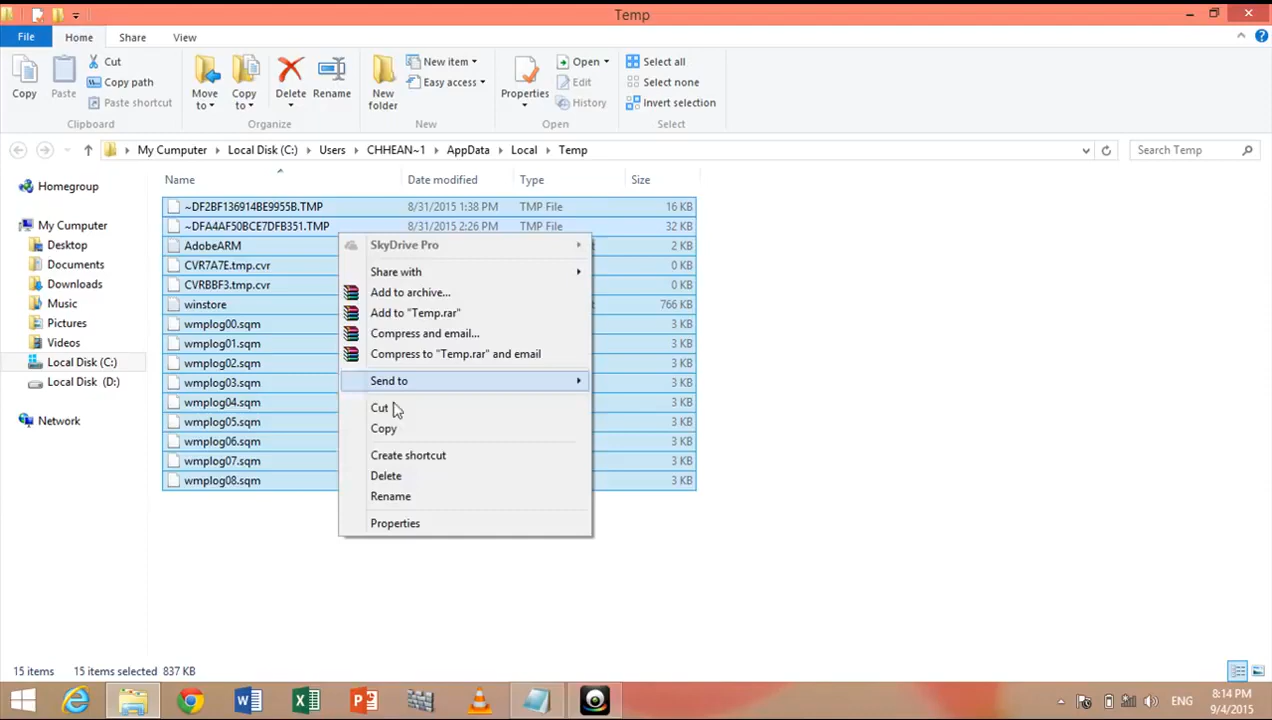 Temp
File Home Share View
Copy
Paste
Cut
Copy path
Paste shortcut
Clipboard
Move to
Copy to
Delete
Rename
Organize
New folder
New item
Easy access
New
Properties
Open
Edit
History
Open
Select all
Select none
Invert selection
Select
My Computer Local Disk (C:) Users CHHEAN~1 AppData Local Temp
Search Temp
Homegroup
My Computer
Desktop
Documents
Downloads
Music
Pictures
Videos
Local Disk (C:)
Local Disk (D:)
Network
Name Date modified Type Size
~DF2BF136914BE9955B.TMP 8/31/2015 1:38 PM TMP File 16 KB
~DFA4AF50BCE7DFB351.TMP 8/31/2015 2:26 PM TMP File 32 KB
AdobeARM 2 KB
CVR7A7E.tmp.cvr 0 KB
CVRBBF3.tmp.cvr 0 KB
winstore 766 KB
wmplog00.sqm 3 KB
wmplog01.sqm 3 KB
wmplog02.sqm 3 KB
wmplog03.sqm 3 KB
wmplog04.sqm 3 KB
wmplog05.sqm 3 KB
wmplog06.sqm 3 KB
wmplog07.sqm 3 KB
wmplog08.sqm 3 KB
SkyDrive Pro
Share with
Add to archive...
Add to "Temp.rar"
Compress and email...
Compress to "Temp.rar" and email
Send to
Cut
Copy
Create shortcut
Delete
Rename
Properties
15 items 15 items selected 837 KB
ENG
8:14 PM
9/4/2015